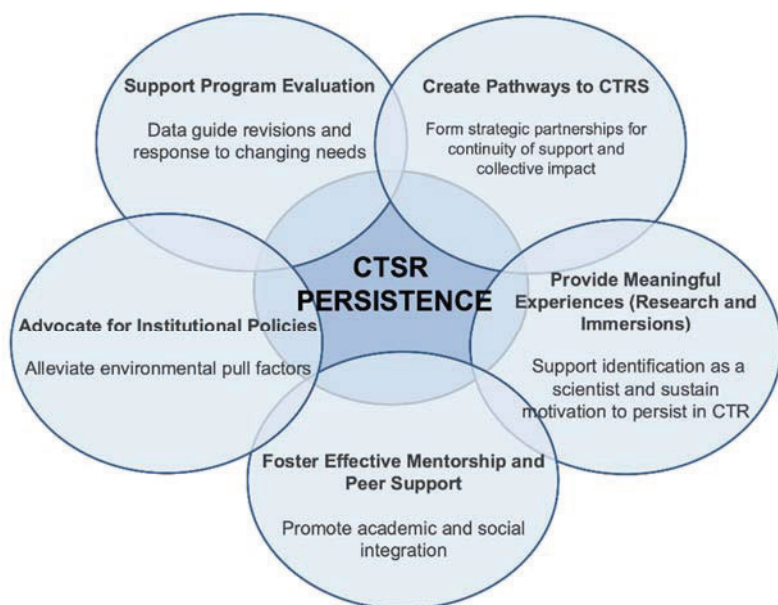 Support Program Evaluation
Data guide revisions and
response to changing needs
Create Pathways to CTRS
Form strategic partnerships for
continuity of support and
collective impact
CTSR
PERSISTENCE
Provide Meaningful
Experiences (Research and
Immersions)
Support identification as a
scientist and sustain
motivation to persist in CTR
Advocate for Institutional Policies
Alleviate environmental pull factors
Foster Effective Mentorship and
Peer Support
Promote academic and social
integration